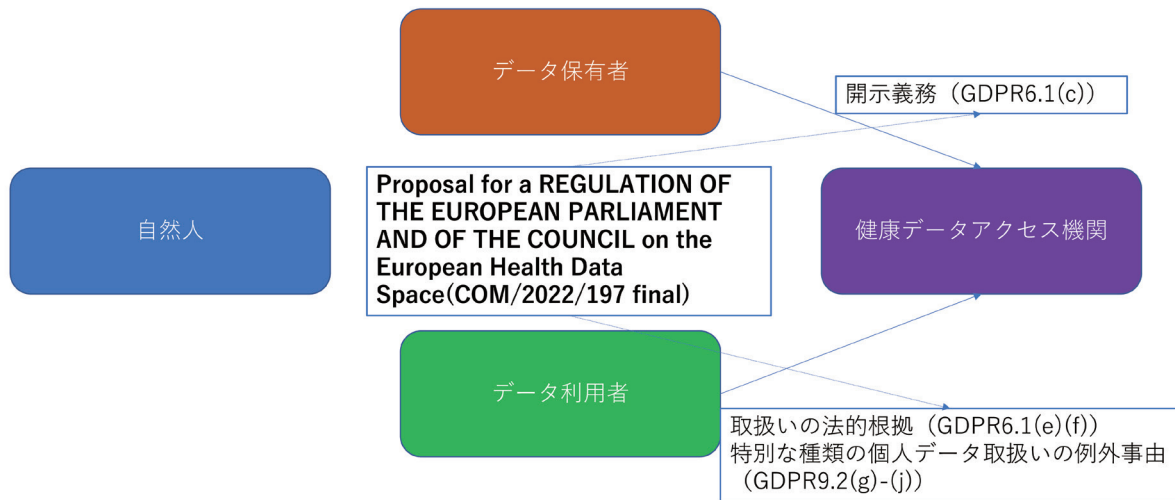 データ保有者
開示義務（GDPR6.1(c)）
自然人
Proposal for a REGULATION OF
THE EUROPEAN PARLIAMENT
AND OF THE COUNCIL on the
European Health Data
Space(COM/2022/197 final)
健康データアクセス機関
データ利用者
取扱いの法的根拠（GDPR6.1(e)(f)）
特別な種類の個人データ取扱いの例外事由
（GDPR9.2(g)-(j)）